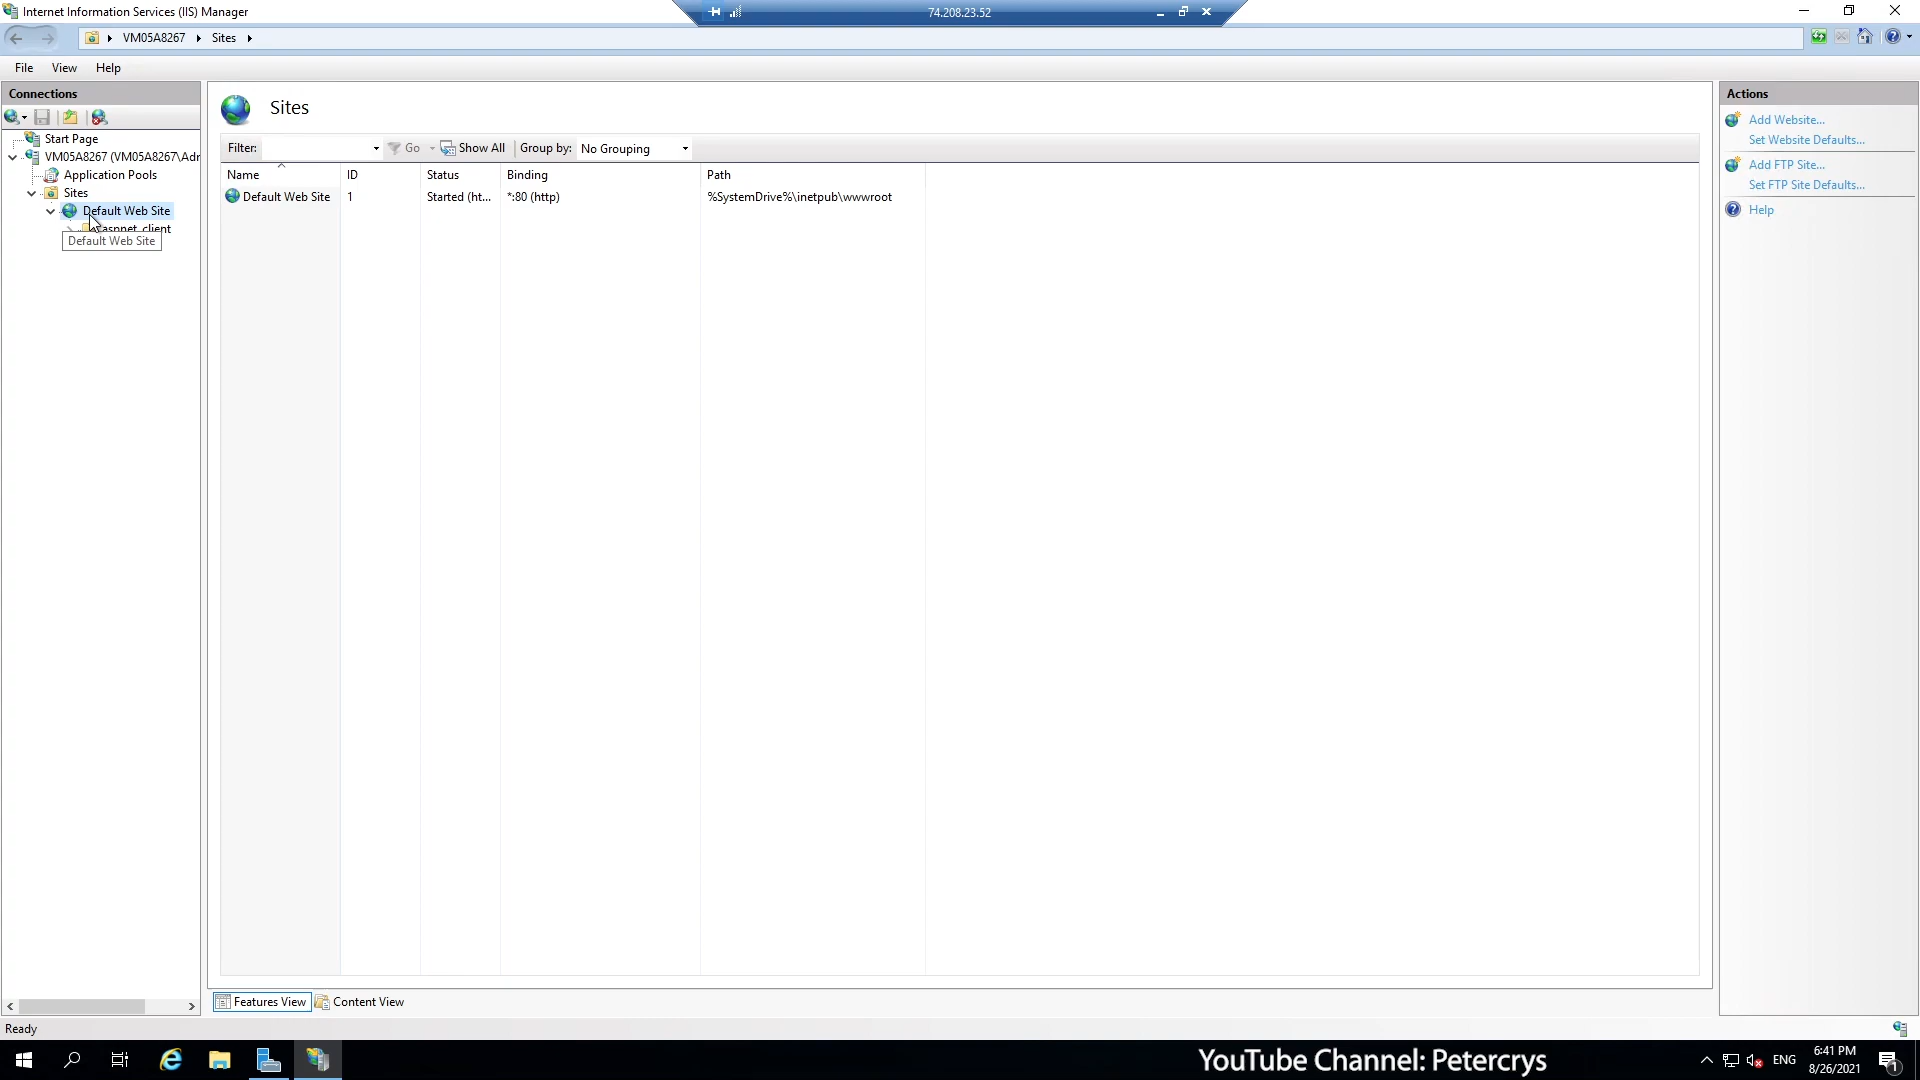 Internet Information Services (IIS) Manager
74.208.23.52
VM05A8267 Sites
File View Help
Connections
Start Page
VM05A8267 (VM05A8267\Adr
Application Pools
Sites
Default Web Site
aspnet_client
Default Web Site
Sites
Filter: Go Show All Group by: No Grouping
Name ID Status Binding Path
Default Web Site 1 Started (ht... *:80 (http) %SystemDrive%\inetpub\wwwroot
Features View Content View
Actions
Add Website...
Set Website Defaults...
Add FTP Site...
Set FTP Site Defaults...
Help
Ready
YouTube Channel: Petercrys
ENG
6:41 PM
8/26/2021
1